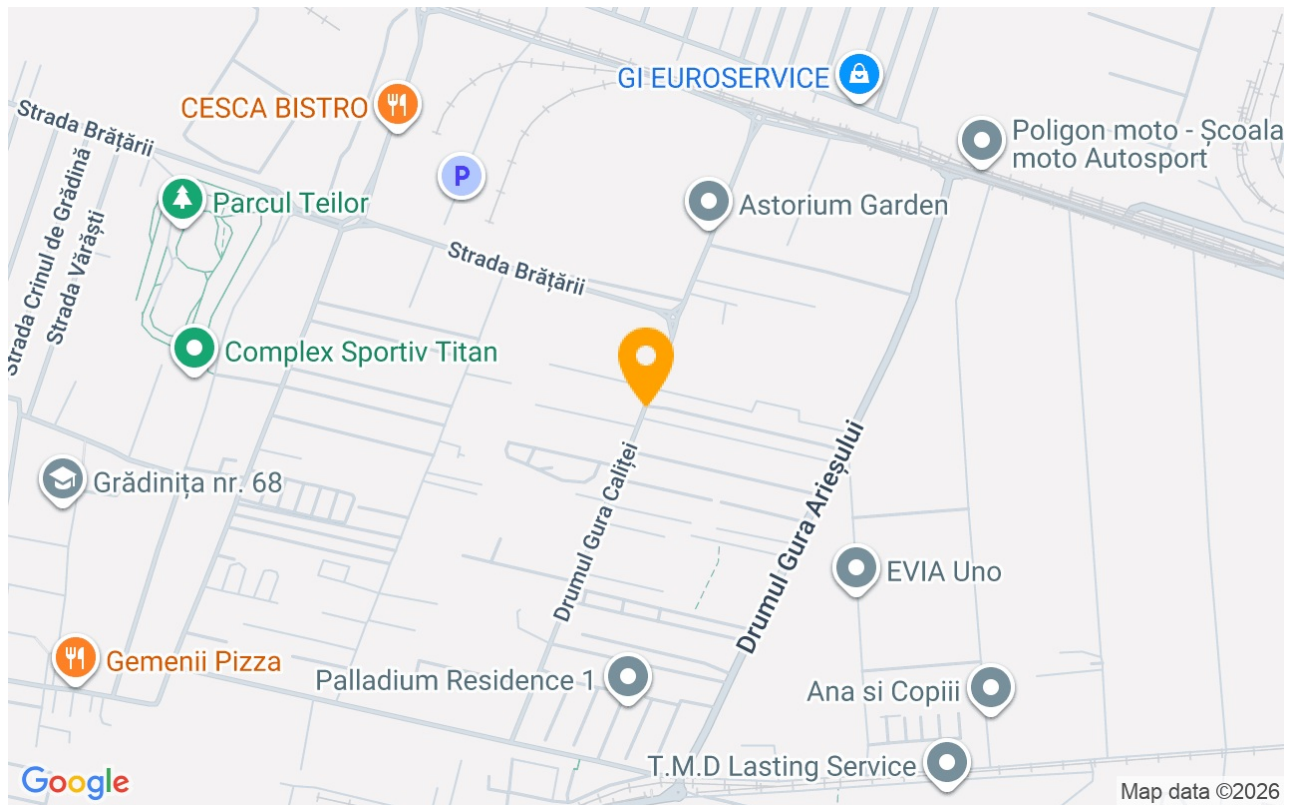 GI EUROSERVICE
CESCA BISTRO
Strada Brățării
Poligon moto - Școala
moto Autosport
P
Parcul Teilor
Astorium Garden
Strada Crinul de Grădină
Strada Vărăști
Strada Brățării
Complex Sportiv Titan
Drumul Gura Caliței
Drumul Gura Arieșului
Grădinița nr. 68
EVIA Uno
Gemenii Pizza
Palladium Residence 1
Ana si Copiii
T.M.D Lasting Service
Google
Map data ©2026